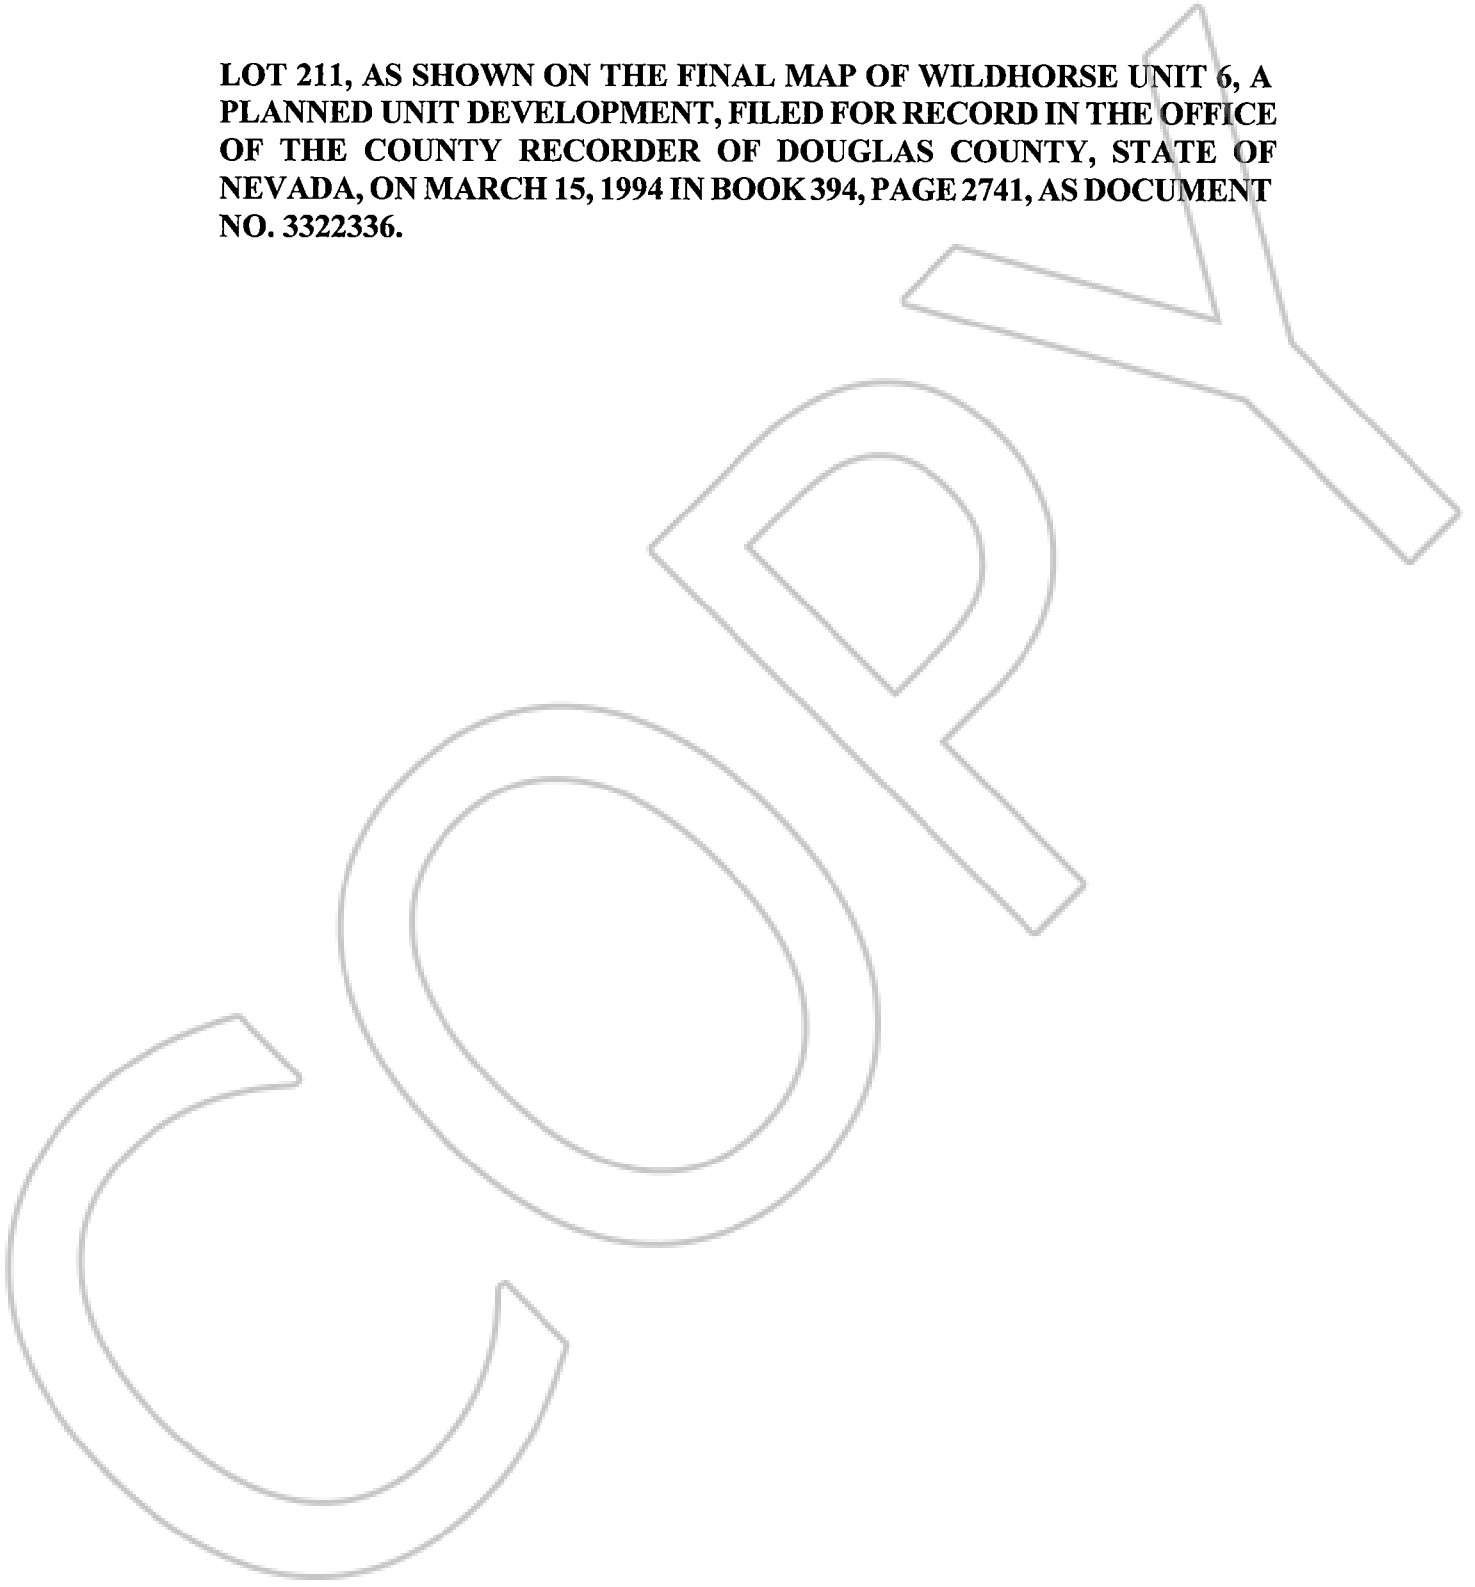 LOT 211, AS SHOWN ON THE FINAL MAP OF WILDHORSE UNIT 6, A
PLANNED UNIT DEVELOPMENT, FILED FOR RECORD IN THE OFFICE
OF THE COUNTY RECORDER OF DOUGLAS COUNTY, STATE OF
NEVADA, ON MARCH 15, 1994 IN BOOK 394, PAGE 2741, AS DOCUMENT
NO. 3322336.
COPY